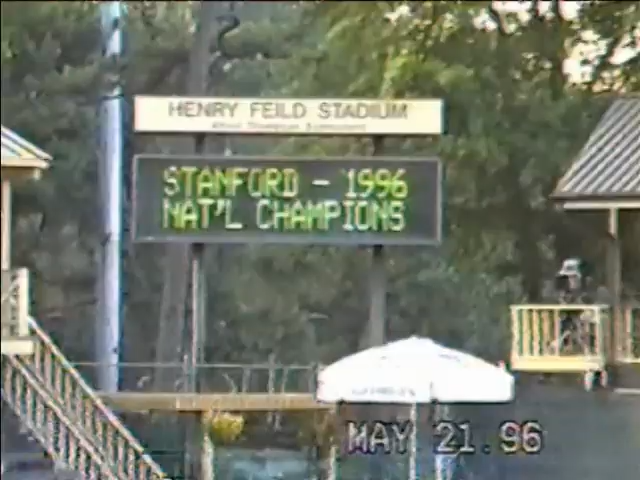 HENRY FEILD STADIUM
STANFORD - 1996
NAT'L CHAMPIONS
MAY 21.96